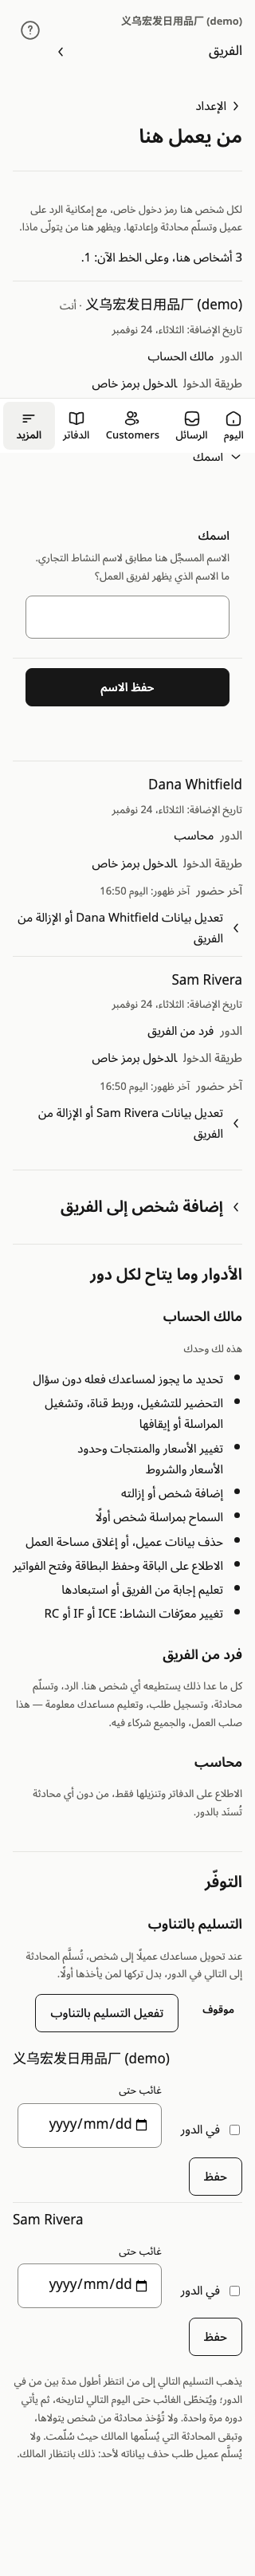 义乌宏发日用品厂 (demo)
الفريق
الإعداد
من يعمل هنا
لكل شخص هنا رمز دخول خاص، مع إمكانية الرد على
عميل وتسلّم محادثة وإعادتها. ويظهر هنا من يتولّى ماذا.
3 أشخاص هنا، وعلى الخط الآن: 1.
义乌宏发日用品厂 (demo) · أنت
تاريخ الإضافة: الثلاثاء، 24 نوفمبر
الدور مالك الحساب
طريقة الدخول الدخول برمز خاص
اليوم
الرسائل
Customers
الدفاتر
المزيد
اسمك
اسمك
الاسم المسجَّل هنا مطابق لاسم النشاط التجاري.
ما الاسم الذي يظهر لفريق العمل؟
حفظ الاسم
Dana Whitfield
تاريخ الإضافة: الثلاثاء، 24 نوفمبر
الدور محاسب
طريقة الدخول الدخول برمز خاص
آخر حضور آخر ظهور: اليوم 16:50
تعديل بيانات Dana Whitfield أو الإزالة من
الفريق
Sam Rivera
تاريخ الإضافة: الثلاثاء، 24 نوفمبر
الدور فرد من الفريق
طريقة الدخول الدخول برمز خاص
آخر حضور آخر ظهور: اليوم 16:50
تعديل بيانات Sam Rivera أو الإزالة من
الفريق
إضافة شخص إلى الفريق
الأدوار وما يتاح لكل دور
مالك الحساب
هذه لك وحدك
تحديد ما يجوز لمساعدك فعله دون سؤال
التحضير للتشغيل، وربط قناة، وتشغيل
المراسلة أو إيقافها
تغيير الأسعار والمنتجات وحدود
الأسعار والشروط
إضافة شخص أو إزالته
السماح بمراسلة شخص أولًا
حذف بيانات عميل، أو إغلاق مساحة العمل
الاطلاع على الباقة وحفظ البطاقة وفتح الفواتير
تعليم إجابة من الفريق أو استبعادها
تغيير معرّفات النشاط: ICE أو IF أو RC
فرد من الفريق
كل ما عدا ذلك يستطيعه أي شخص هنا. الرد، وتسلّم
محادثة، وتسجيل طلب، وتعليم مساعدك معلومة — هذا
صلب العمل، والجميع شركاء فيه.
محاسب
الاطلاع على الدفاتر وتنزيلها فقط، من دون أي محادثة
تُسنَد بالدور.
التوفّر
التسليم بالتناوب
عند تحويل مساعدك عميلًا إلى شخص، تُسلَّم المحادثة
إلى التالي في الدور، بدل تركها لمن يأخذها أولًا.
موقوف
تفعيل التسليم بالتناوب
义乌宏发日用品厂 (demo)
غائب حتى
في الدور
yyyy/mm/dd
حفظ
Sam Rivera
غائب حتى
في الدور
yyyy/mm/dd
حفظ
يذهب التسليم التالي إلى من انتظر أطول مدة بين من في
الدور؛ ويُتخطّى الغائب حتى اليوم التالي لتاريخه، ثم يأتي
دوره مرة واحدة. ولا تُؤخذ محادثة من شخص يتولاها،
وتبقى المحادثة التي يُسلّمها المالك حيث سُلّمت. ولا
يُسلَّم عميل طلب حذف بياناته لأحد: ذلك بانتظار المالك.